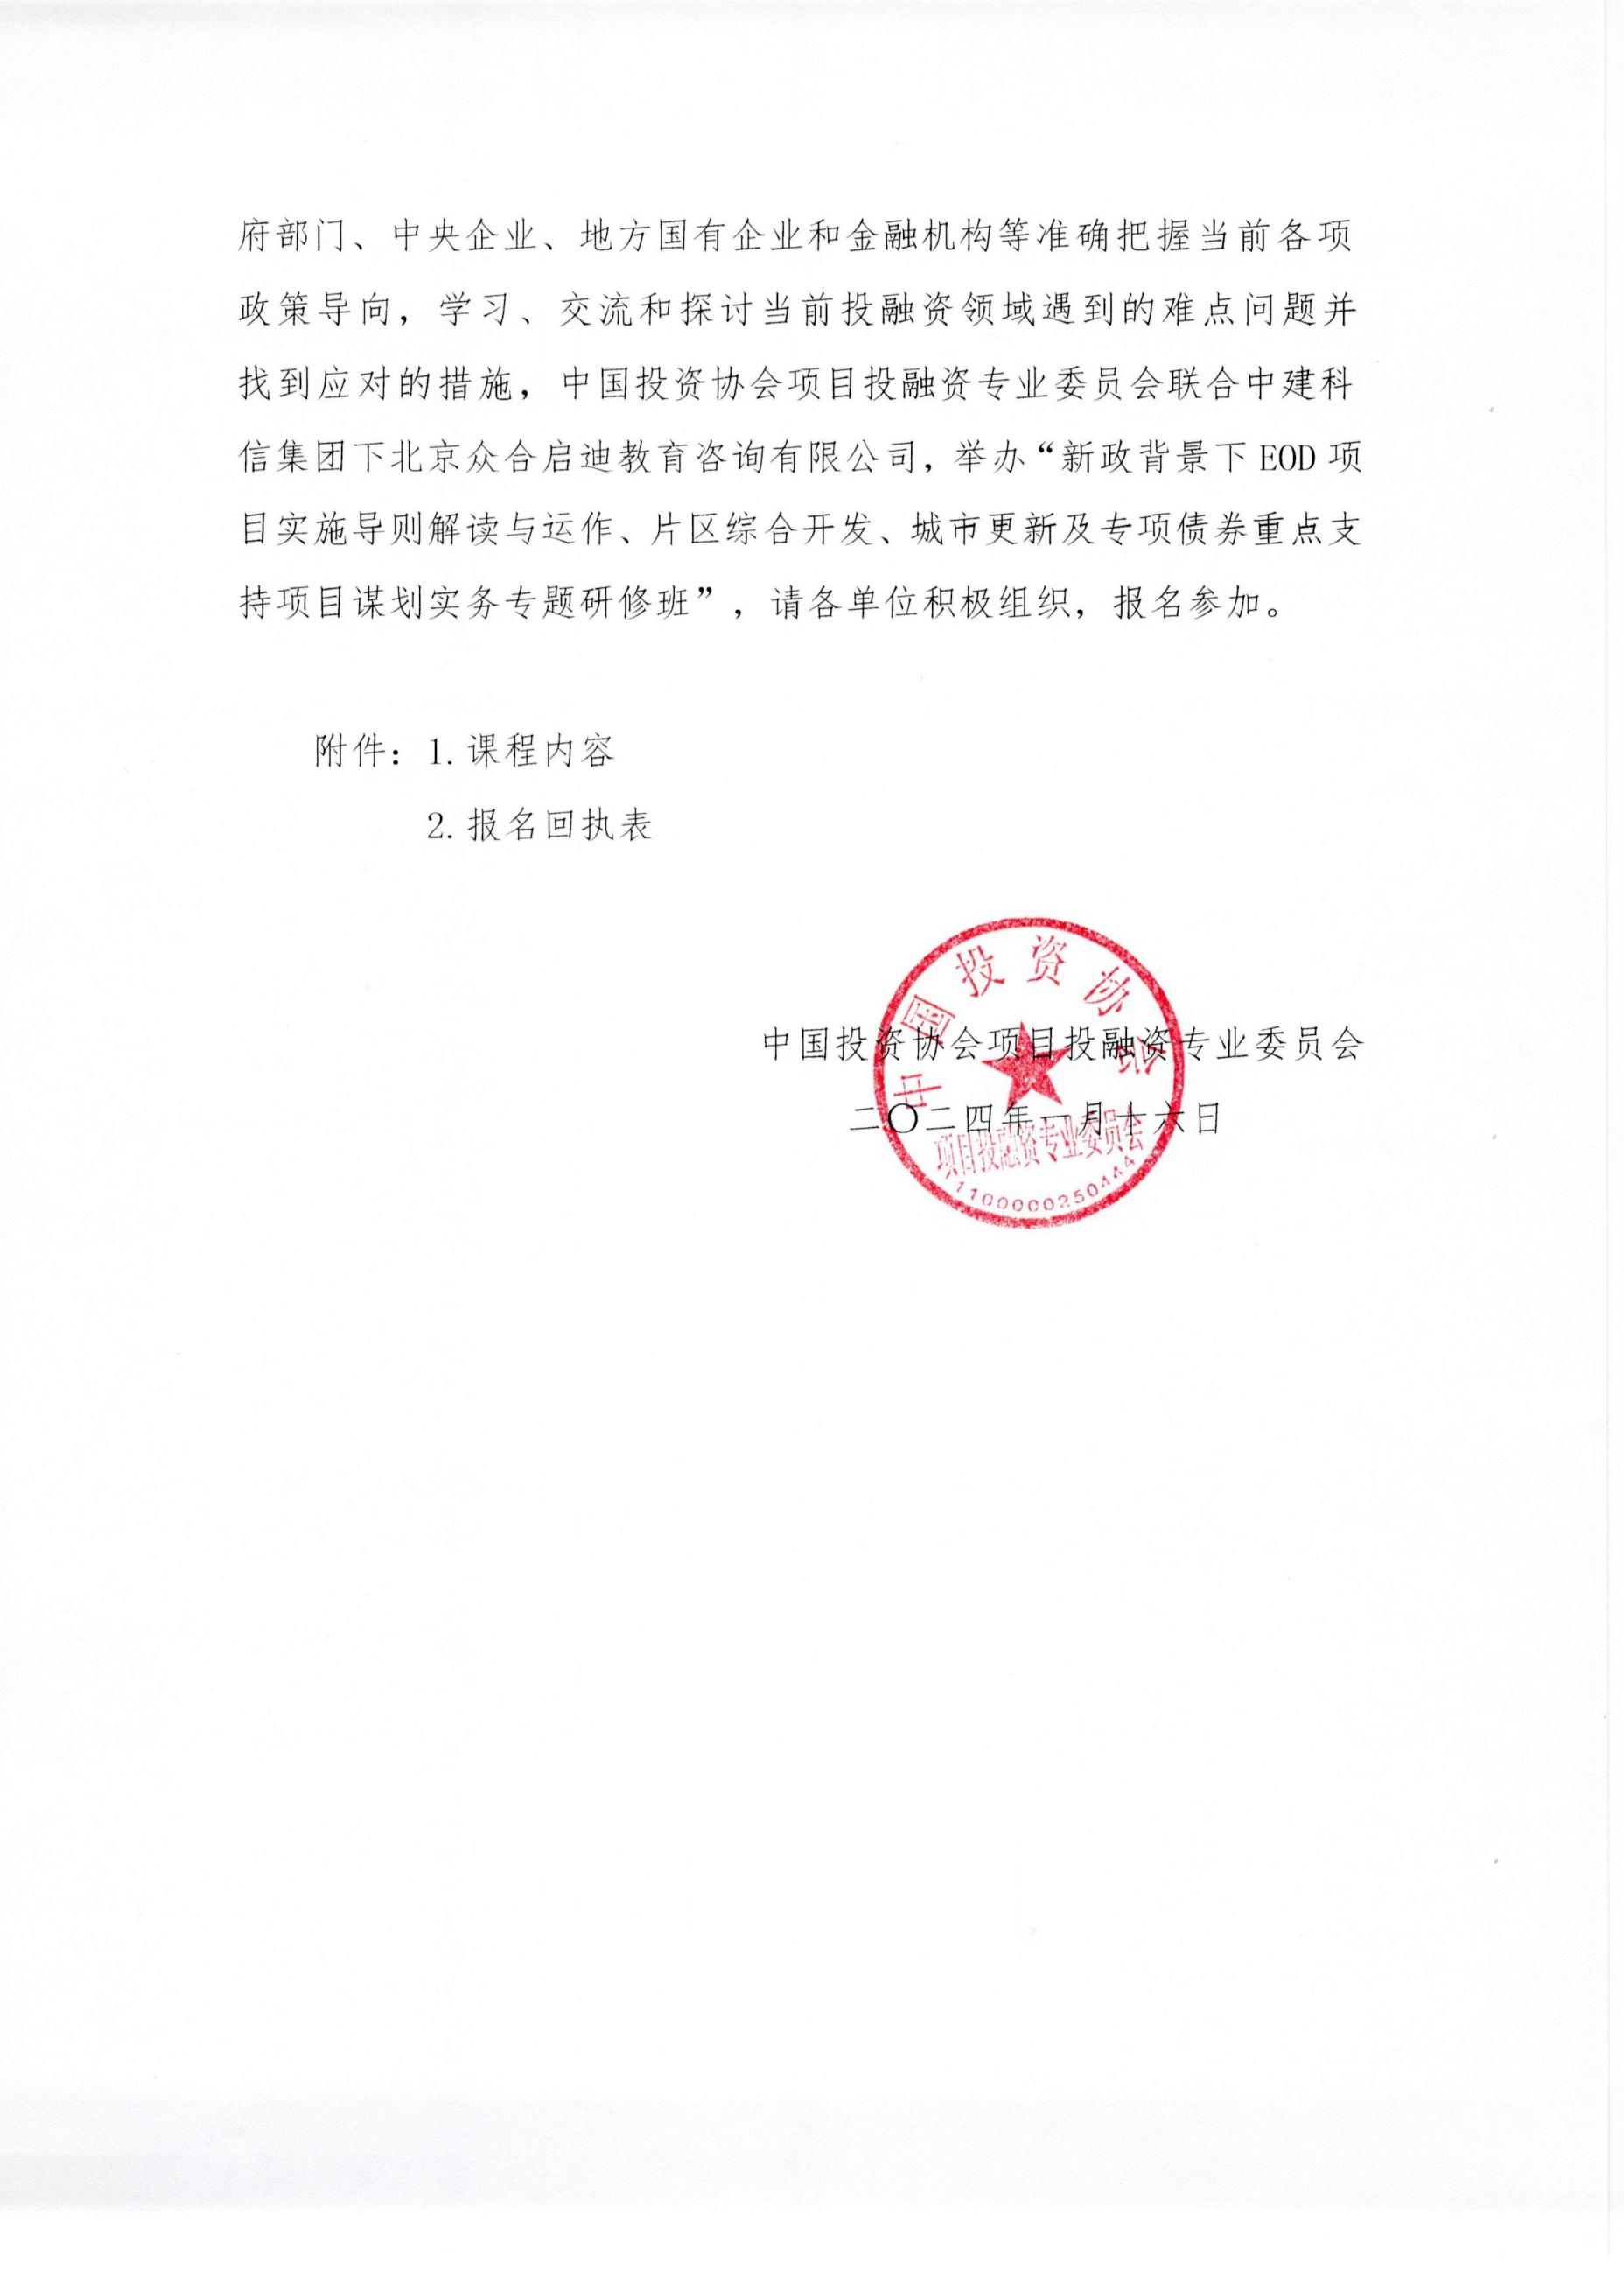 府部门、中央企业、地方国有企业和金融机构等准确把握当前各项
政策导向，学习、交流和探讨当前投融资领域遇到的难点问题并
找到应对的措施，中国投资协会项目投融资专业委员会联合中建科
信集团下北京众合启迪教育咨询有限公司，举办“新政背景下EOD项
目实施导则解读与运作、片区综合开发、城市更新及专项债券重点支
持项目谋划实务专题研修班”，请各单位积极组织，报名参加。
附件：1.课程内容
2.报名回执表
中国投资协会
中国投资协会项目投融资专业委员会
二〇二四年一月十六日
项目投融资专业委员会
1100000250444